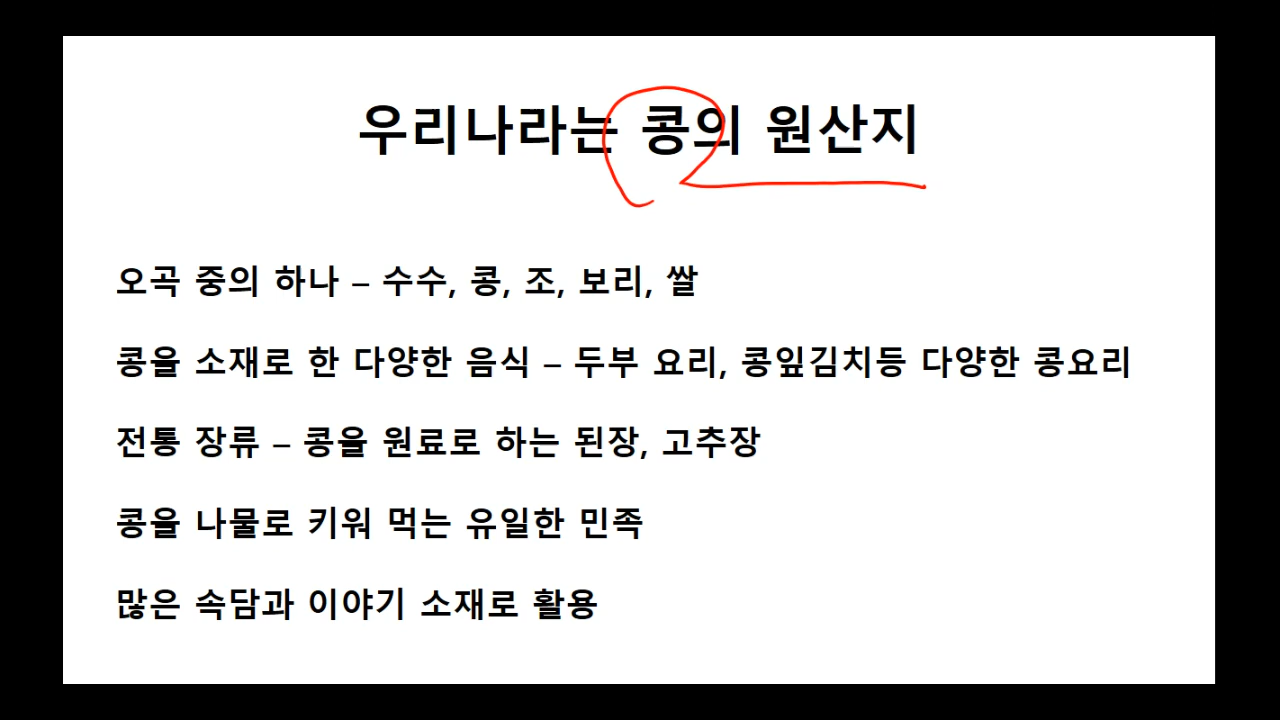 우리나라는 콩의 원산지
오곡 중의 하나 – 수수, 콩, 조, 보리, 쌀
콩을 소재로 한 다양한 음식 – 두부 요리, 콩잎김치등 다양한 콩요리
전통 장류 – 콩을 원료로 하는 된장, 고추장
콩을 나물로 키워 먹는 유일한 민족
많은 속담과 이야기 소재로 활용